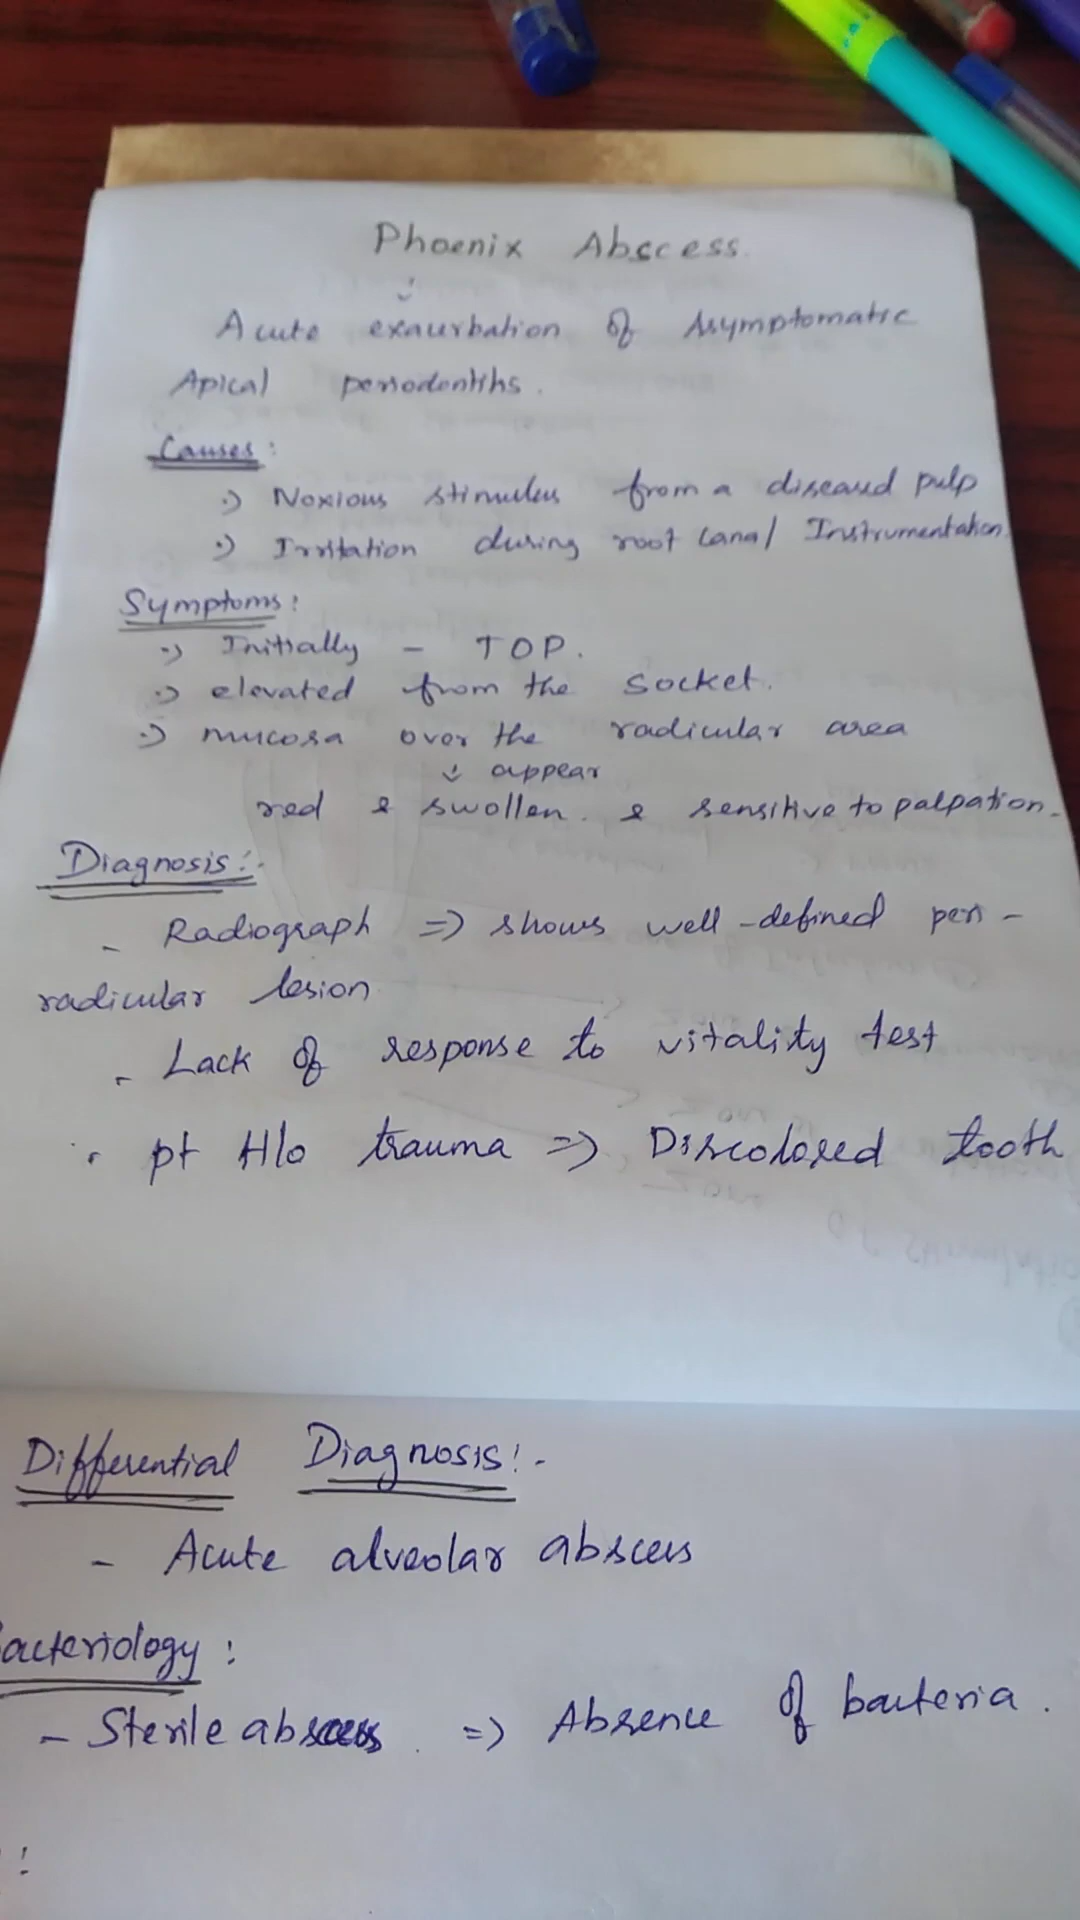 Phoenix Abscess.
Acute exacerbation of Asymptomatic
Apical periodontitis.
Causes:
Noxious stimulus from a diseased pulp
Irritation during root canal Instrumentation.
Symptoms:
Initially - TOP.
elevated from the socket.
mucosa over the radicular area
↓ appear
red & swollen. & sensitive to palpation.
Diagnosis:-
- Radiograph => shows well-defined peri-
radicular lesion.
- Lack of response to vitality test
pt H/o trauma => Discolored tooth
Differential Diagnosis:-
- Acute alveolar abscess
acteriology:
- Sterile abscess. => Absence of bacteria.